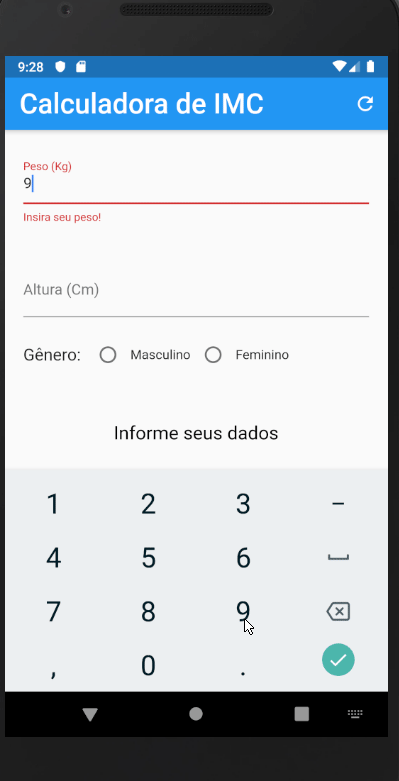 9:28
Calculadora de IMC
Peso (Kg)
9
Insira seu peso!
Altura (Cm)
Gênero: Masculino Feminino
Informe seus dados
1 2 3 –
4 5 6
7 8 9
, 0 .